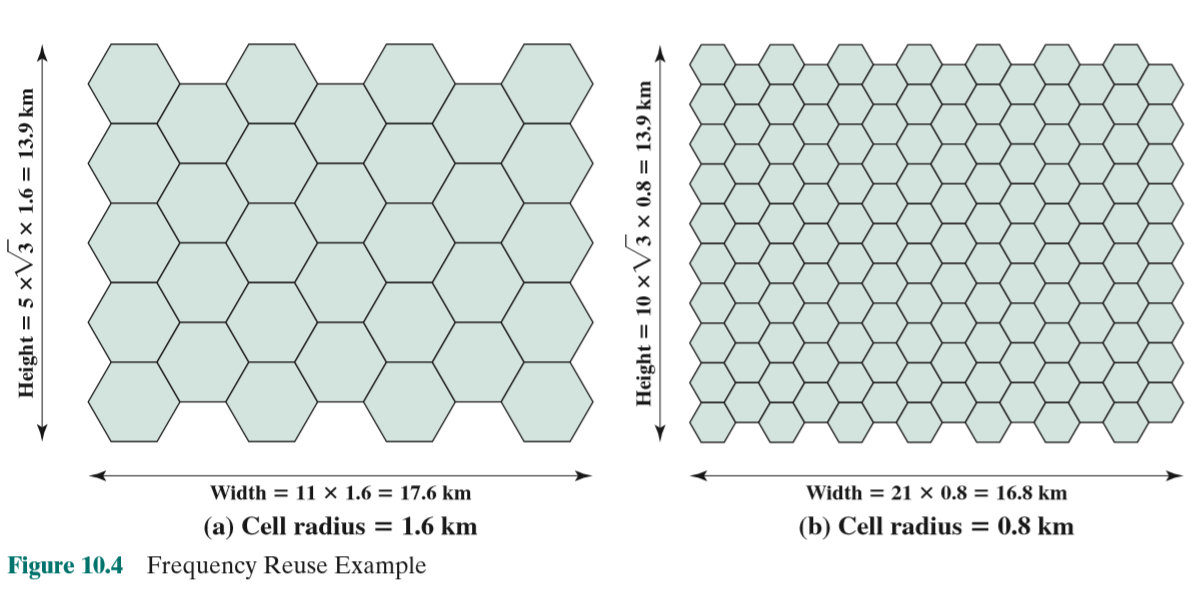 Height = 5 ×√3 × 1.6 = 13.9 km
Width = 11 × 1.6 = 17.6 km
(a) Cell radius = 1.6 km
Height = 10 ×√3 × 0.8 = 13.9 km
Width = 21 × 0.8 = 16.8 km
(b) Cell radius = 0.8 km
Figure 10.4 Frequency Reuse Example